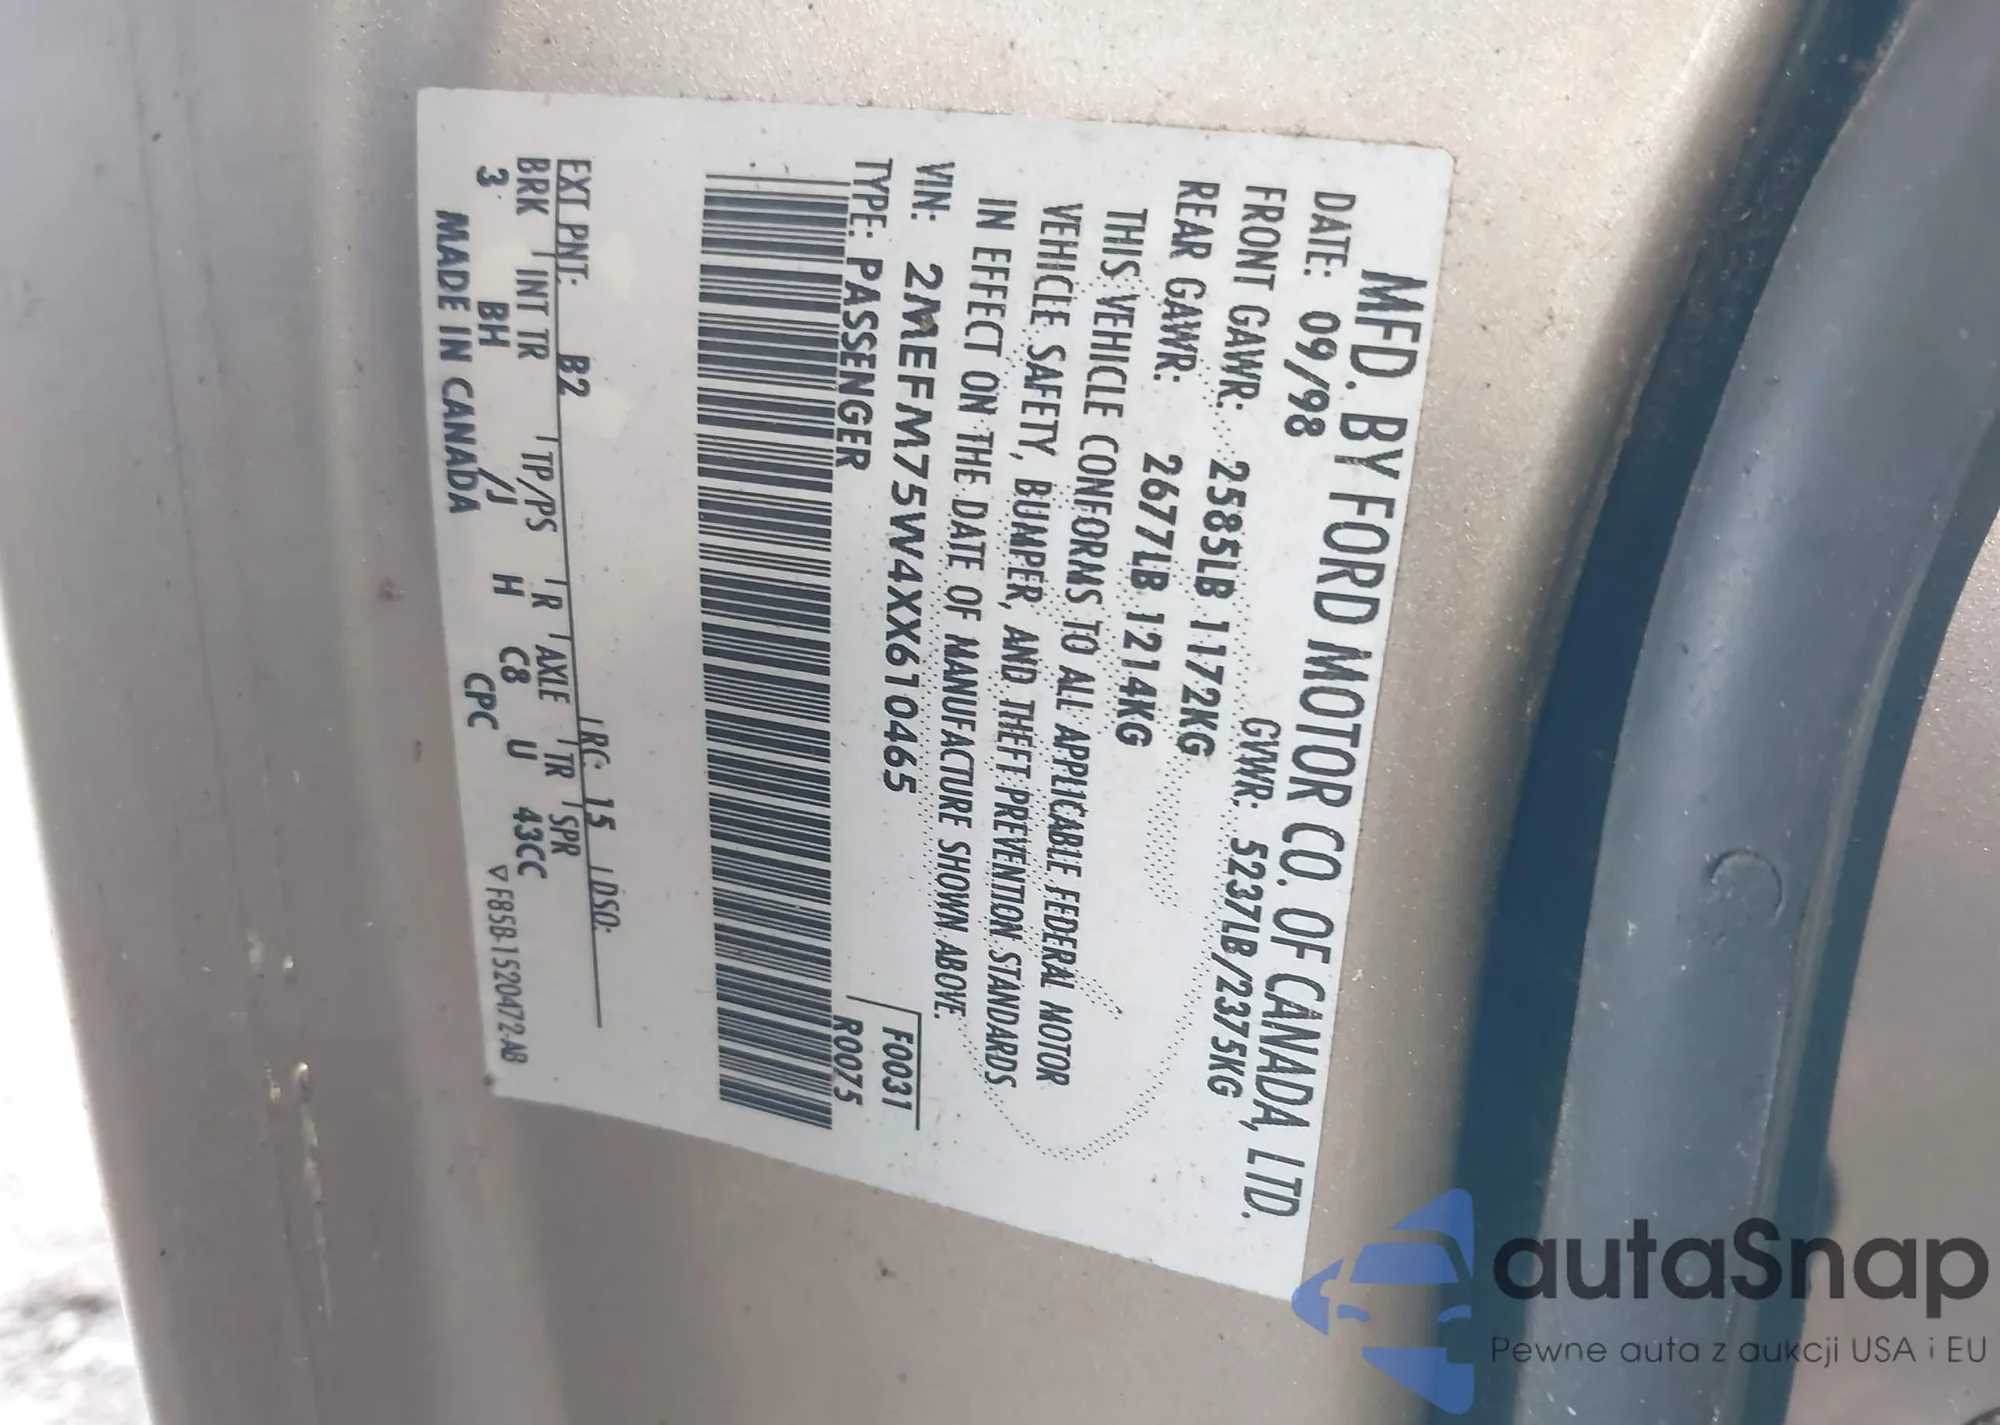 MFD. BY FORD MOTOR CO. OF CANADA, LTD.
DATE: 09/98 GVWR: 5237LB/2375KG
FRONT GAWR: 2585LB 1172KG
REAR GAWR: 2677LB 1214KG
THIS VEHICLE CONFORMS TO ALL APPLICABLE FEDERAL MOTOR
VEHICLE SAFETY, BUMPER, AND THEFT PREVENTION STANDARDS
IN EFFECT ON THE DATE OF MANUFACTURE SHOWN ABOVE.
VIN: 2MEFM75W4XX610465 F0031
TYPE: PASSENGER R0075
EXT PNT: B2 RC: 15 DSO:
BRK INT TR TP/PS R AXLE TR SPR
3 BH /J H C8 U 43CC
MADE IN CANADA CPC ▽F85B-1520472-AB
autaSnap
Pewne auta z aukcji USA i EU